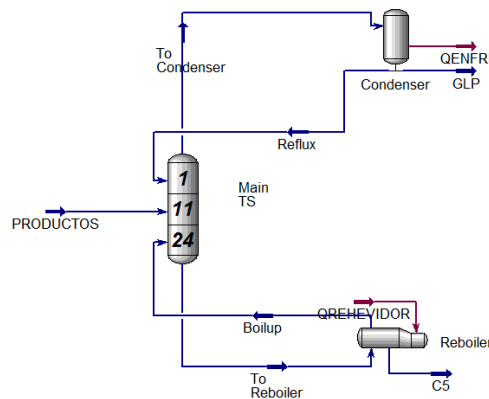 To
Condenser
QENFR
Condenser
GLP
Reflux
1
Main
TS
11
PRODUCTOS
24
QREHEVIDOR
Boilup
Reboiler
To
Reboiler
C5